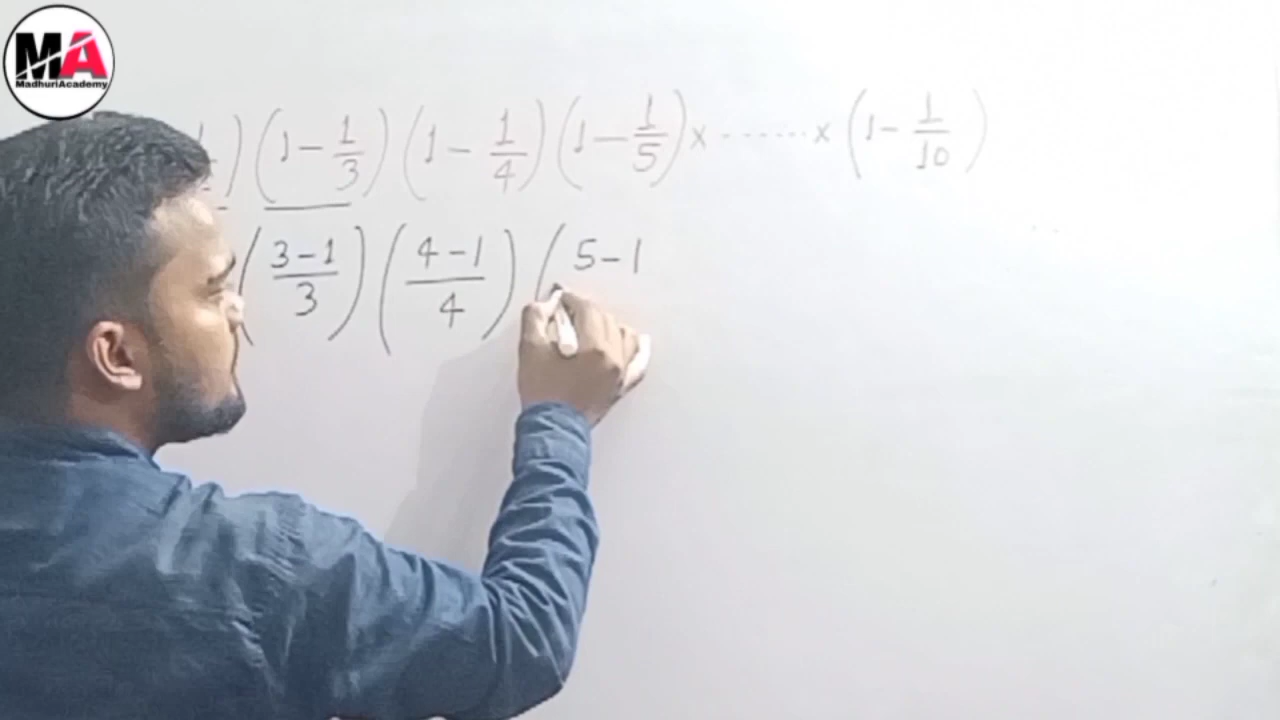 MA
MadhuriAcademy
) (1 - 1/3) (1 - 1/4) (1 - 1/5) x ------- x (1 - 1/10)
(3-1/3) (4-1/4) (5-1